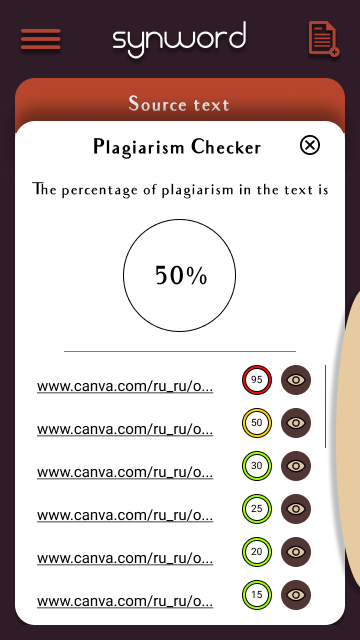 synword
Source text
Plagiarism Checker
The percentage of plagiarism in the text is
50%
www.canva.com/ru_ru/o... 95
www.canva.com/ru_ru/o... 50
www.canva.com/ru_ru/o... 30
www.canva.com/ru_ru/o... 25
www.canva.com/ru_ru/o... 20
www.canva.com/ru_ru/o... 15